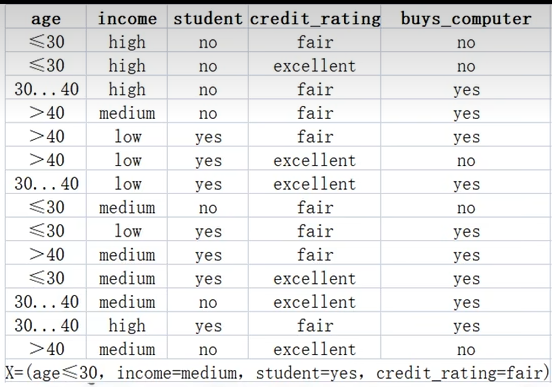 age income student credit_rating buys_computer
≤30 high no fair no
≤30 high no excellent no
30...40 high no fair yes
>40 medium no fair yes
>40 low yes fair yes
>40 low yes excellent no
30...40 low yes excellent yes
≤30 medium no fair no
≤30 low yes fair yes
>40 medium yes fair yes
≤30 medium yes excellent yes
30...40 medium no excellent yes
30...40 high yes fair yes
>40 medium no excellent no
X=(age≤30, income=medium, student=yes, credit_rating=fair)